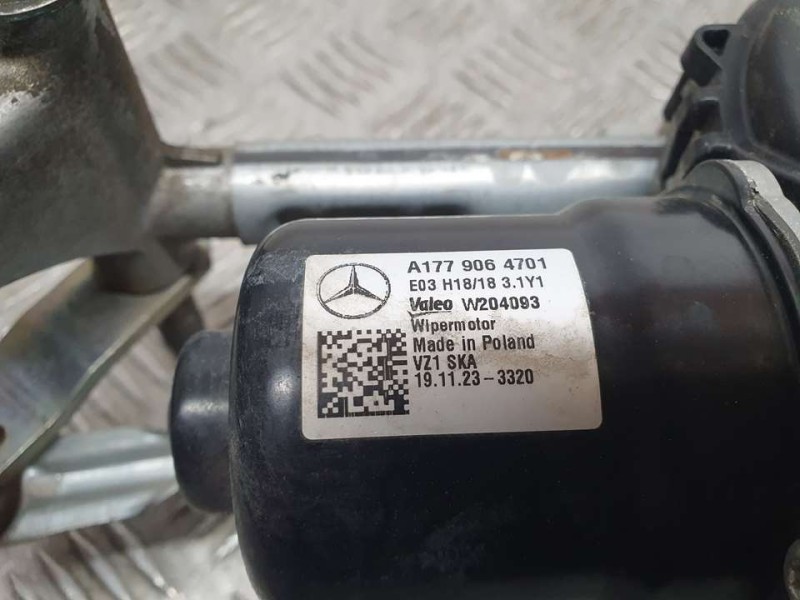 A177 906 4701
E03 H18/18 3.1Y1
Valeo W204093
Wipermotor
Made in Poland
VZ1 SKA
19.11.23-3320